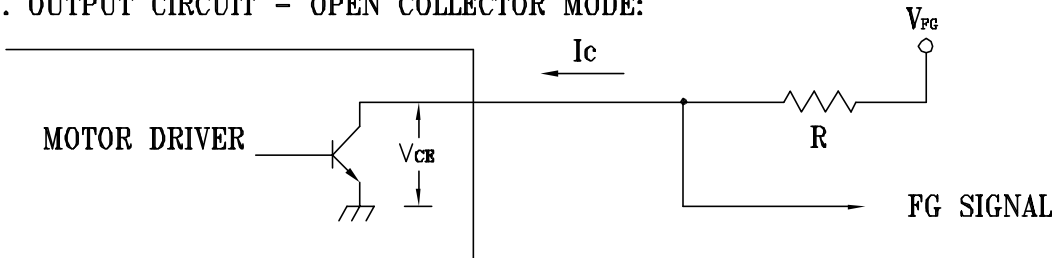 . OUTPUT CIRCUIT - OPEN COLLECTOR MODE:
VFG
Ic
MOTOR DRIVER
VCE
R
FG SIGNAL